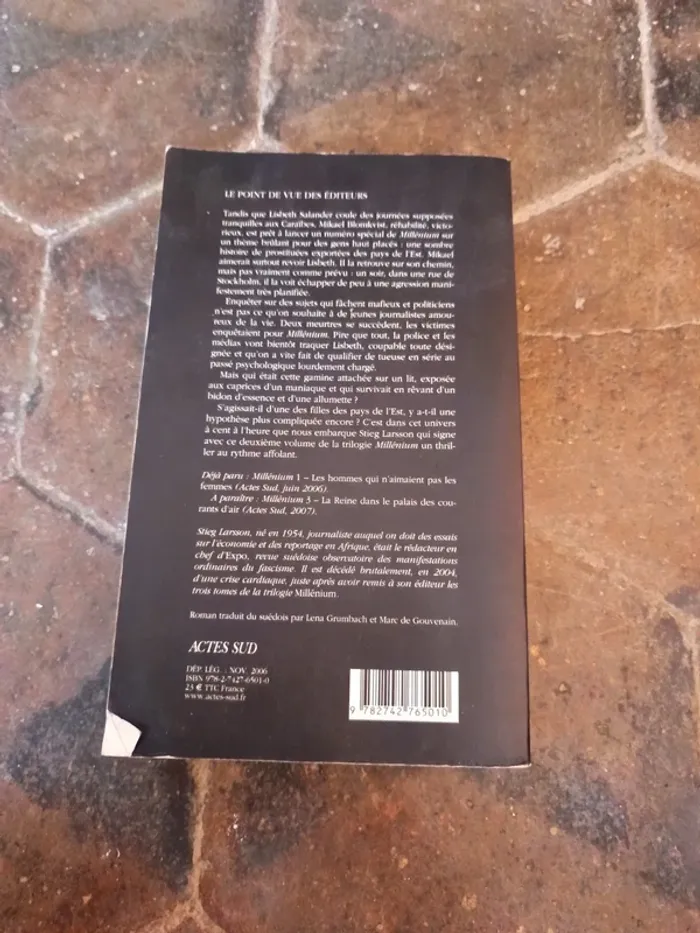 LE POINT DE VUE DES ÉDITEURS
Tandis que Lisbeth Salander coule des journées supposées
tranquilles aux Caraïbes, Mikael Blomkvist, réhabilité, victo-
rieux, est prêt à lancer un numéro spécial de Millénium sur
un thème brûlant pour des gens haut placés : une sombre
histoire de prostituées exportées des pays de l'Est. Mikael
aimerait surtout revoir Lisbeth. Il la retrouve sur son chemin,
mais pas vraiment comme prévu : un soir, dans une rue de
Stockholm, il la voit échapper de peu à une agression mani-
festement très planifiée.
Enquêter sur des sujets qui fâchent mafieux et politiciens
n'est pas ce qu'on souhaite à de jeunes journalistes amou-
reux de la vie. Deux meurtres se succèdent, les victimes
enquêtaient pour Millénium. Pire que tout, la police et les
médias vont bientôt traquer Lisbeth, coupable toute dési-
gnée et qu'on a vite fait de qualifier de tueuse en série au
passé psychologique lourdement chargé.
Mais qui était cette gamine attachée sur un lit, exposée
aux caprices d'un maniaque et qui survivait en rêvant d'un
bidon d'essence et d'une allumette ?
S'agissait-il d'une des filles des pays de l'Est, y a-t-il une
hypothèse plus compliquée encore ? C'est dans cet univers
à cent à l'heure que nous embarque Stieg Larsson qui signe
avec ce deuxième volume de la trilogie Millénium un thril-
ler au rythme affolant.
Déjà paru : Millénium 1 – Les hommes qui n'aimaient pas les
femmes (Actes Sud, juin 2006).
A paraître : Millénium 3 – La Reine dans le palais des cou-
rants d'air (Actes Sud, 2007).
Stieg Larsson, né en 1954, journaliste auquel on doit des essais
sur l'économie et des reportage en Afrique, était le rédacteur en
chef d'Expo, revue suédoise observatoire des manifestations
ordinaires du fascisme. Il est décédé brutalement, en 2004,
d'une crise cardiaque, juste après avoir remis à son éditeur les
trois tomes de la trilogie Millénium.
Roman traduit du suédois par Lena Grumbach et Marc de Gouvenain.
ACTES SUD
DÉP. LÉG. : NOV. 2006
ISBN 978-2-7427-6501-0
23 € TTC France
www.actes-sud.fr
9 782742 765010